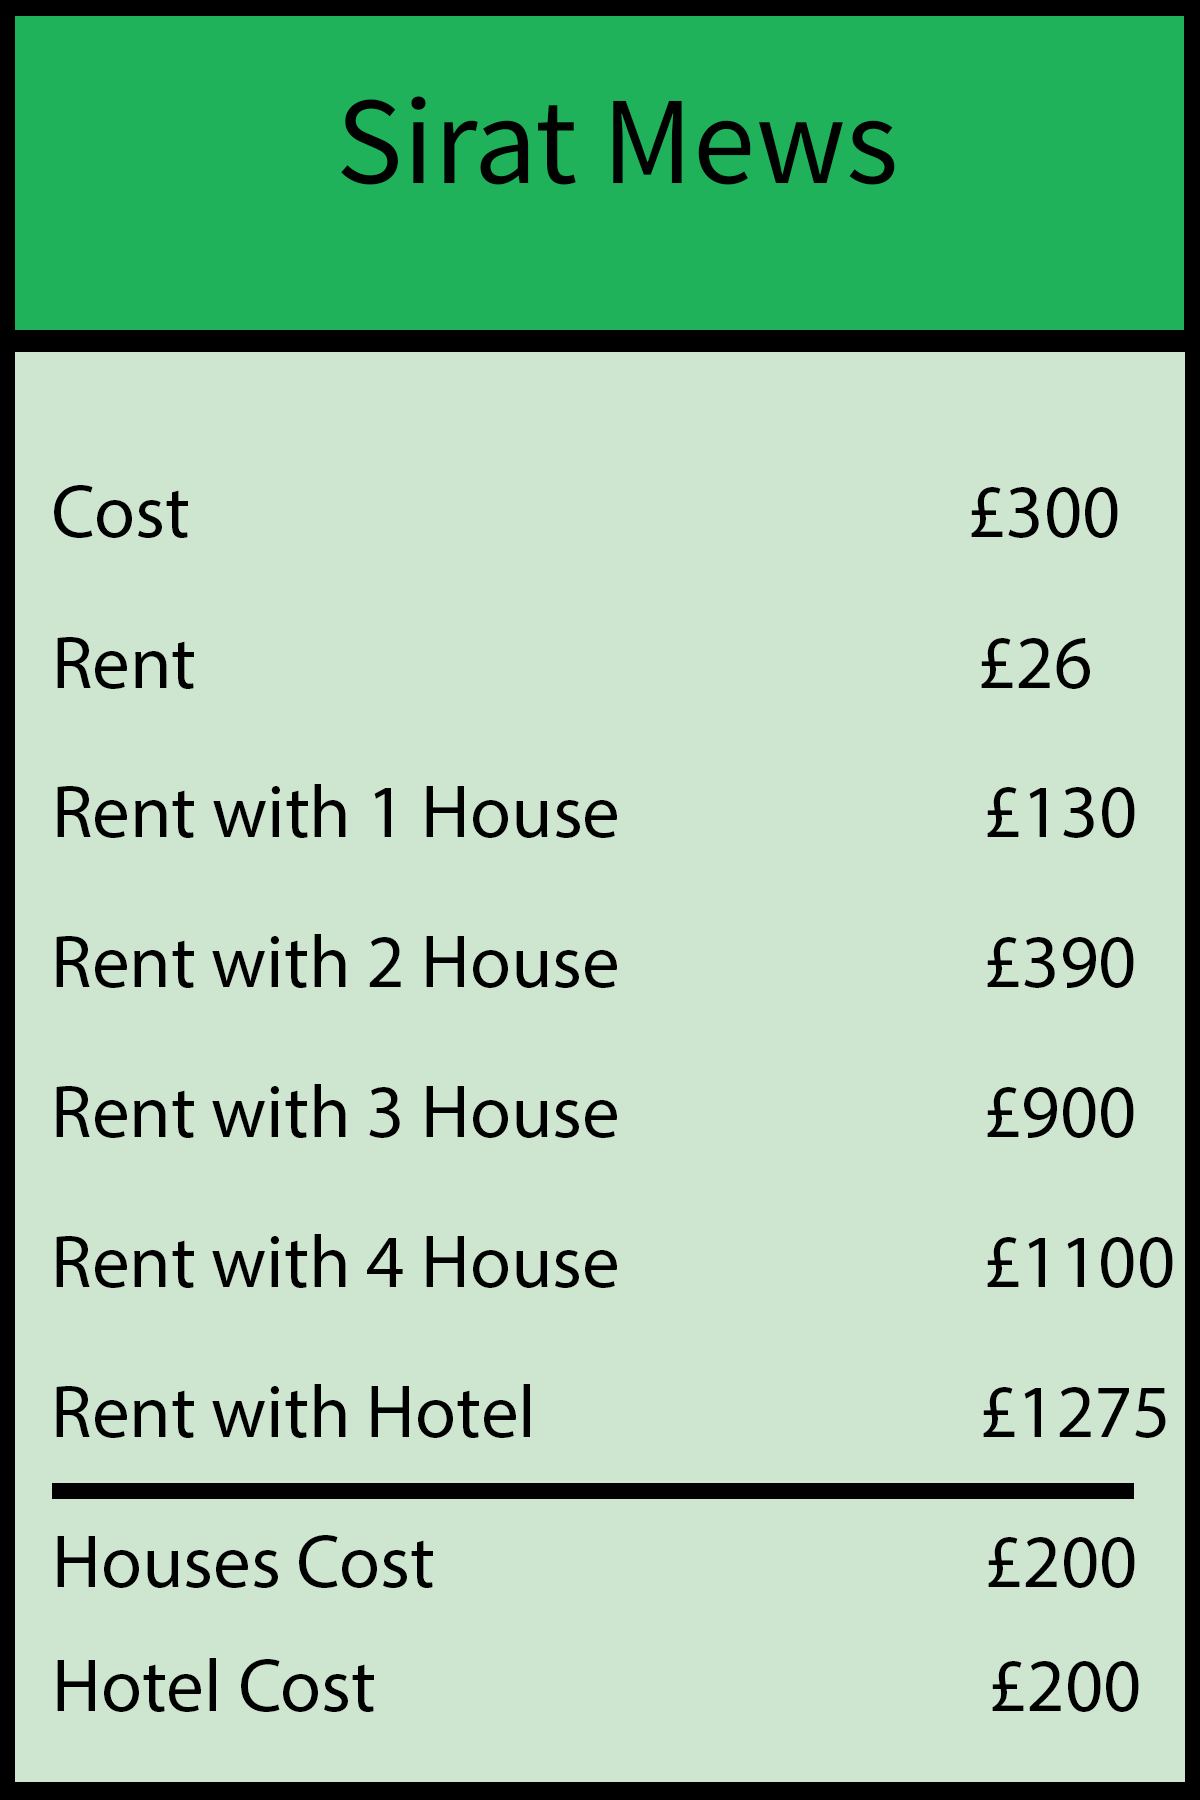 Sirat Mews
Cost £300
Rent £26
Rent with 1 House £130
Rent with 2 House £390
Rent with 3 House £900
Rent with 4 House £1100
Rent with Hotel £1275
Houses Cost £200
Hotel Cost £200